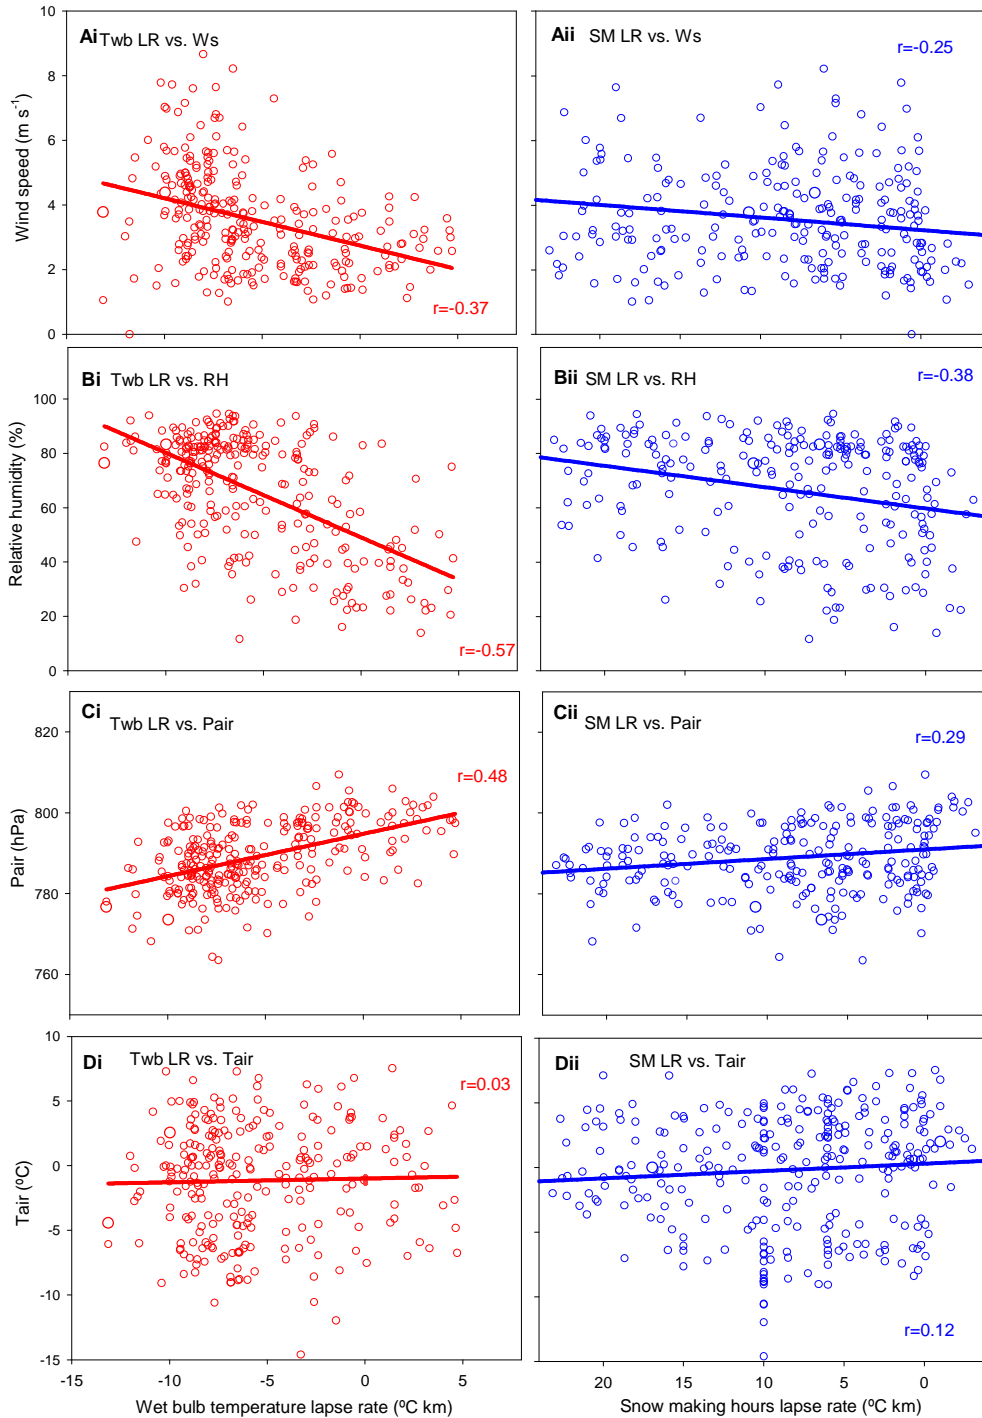 10
8
6
4
2
0
Wind speed (m s-1)
Ai Twb LR vs. Ws
r=-0.37
Aii SM LR vs. Ws
r=-0.25
100
80
60
40
20
0
Relative humidity (%)
Bi Twb LR vs. RH
r=-0.57
Bii SM LR vs. RH
r=-0.38
820
800
780
760
Pair (hPa)
Ci Twb LR vs. Pair
r=0.48
Cii SM LR vs. Pair
r=0.29
10
5
0
-5
-10
-15
Tair (ºC)
Di Twb LR vs. Tair
r=0.03
Dii SM LR vs. Tair
r=0.12
-15 -10 -5 0 5
20 15 10 5 0
Wet bulb temperature lapse rate (ºC km)
Snow making hours lapse rate (ºC km)